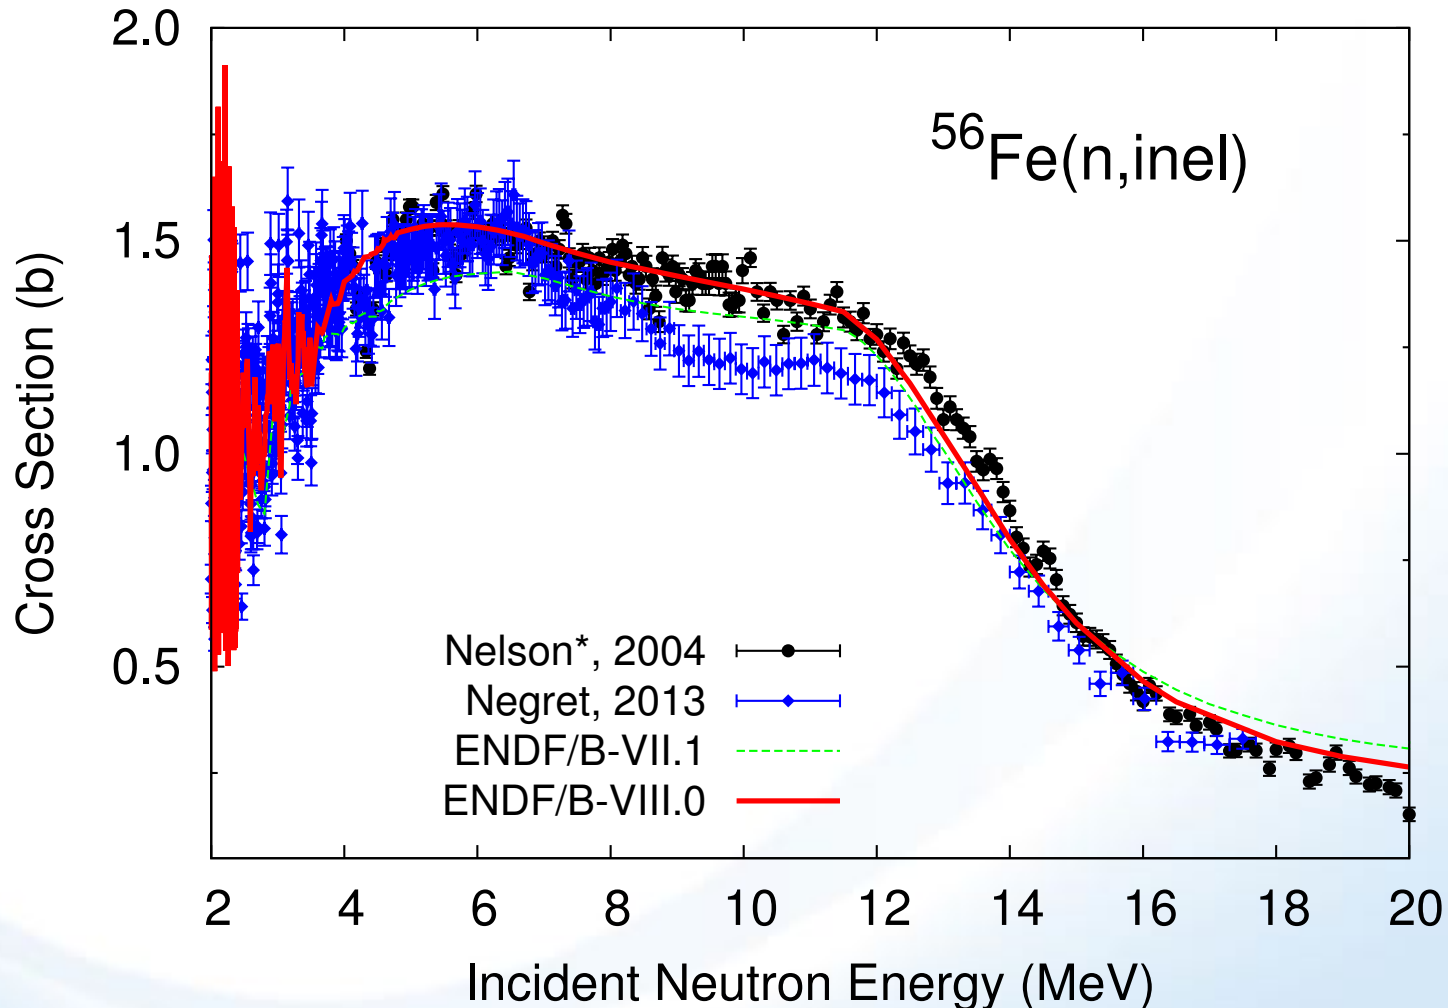 2.0
1.5
1.0
0.5
Cross Section (b)
⁵⁶Fe(n,inel)
Nelson*, 2004
Negret, 2013
ENDF/B-VII.1
ENDF/B-VIII.0
2 4 6 8 10 12 14 16 18 20
Incident Neutron Energy (MeV)